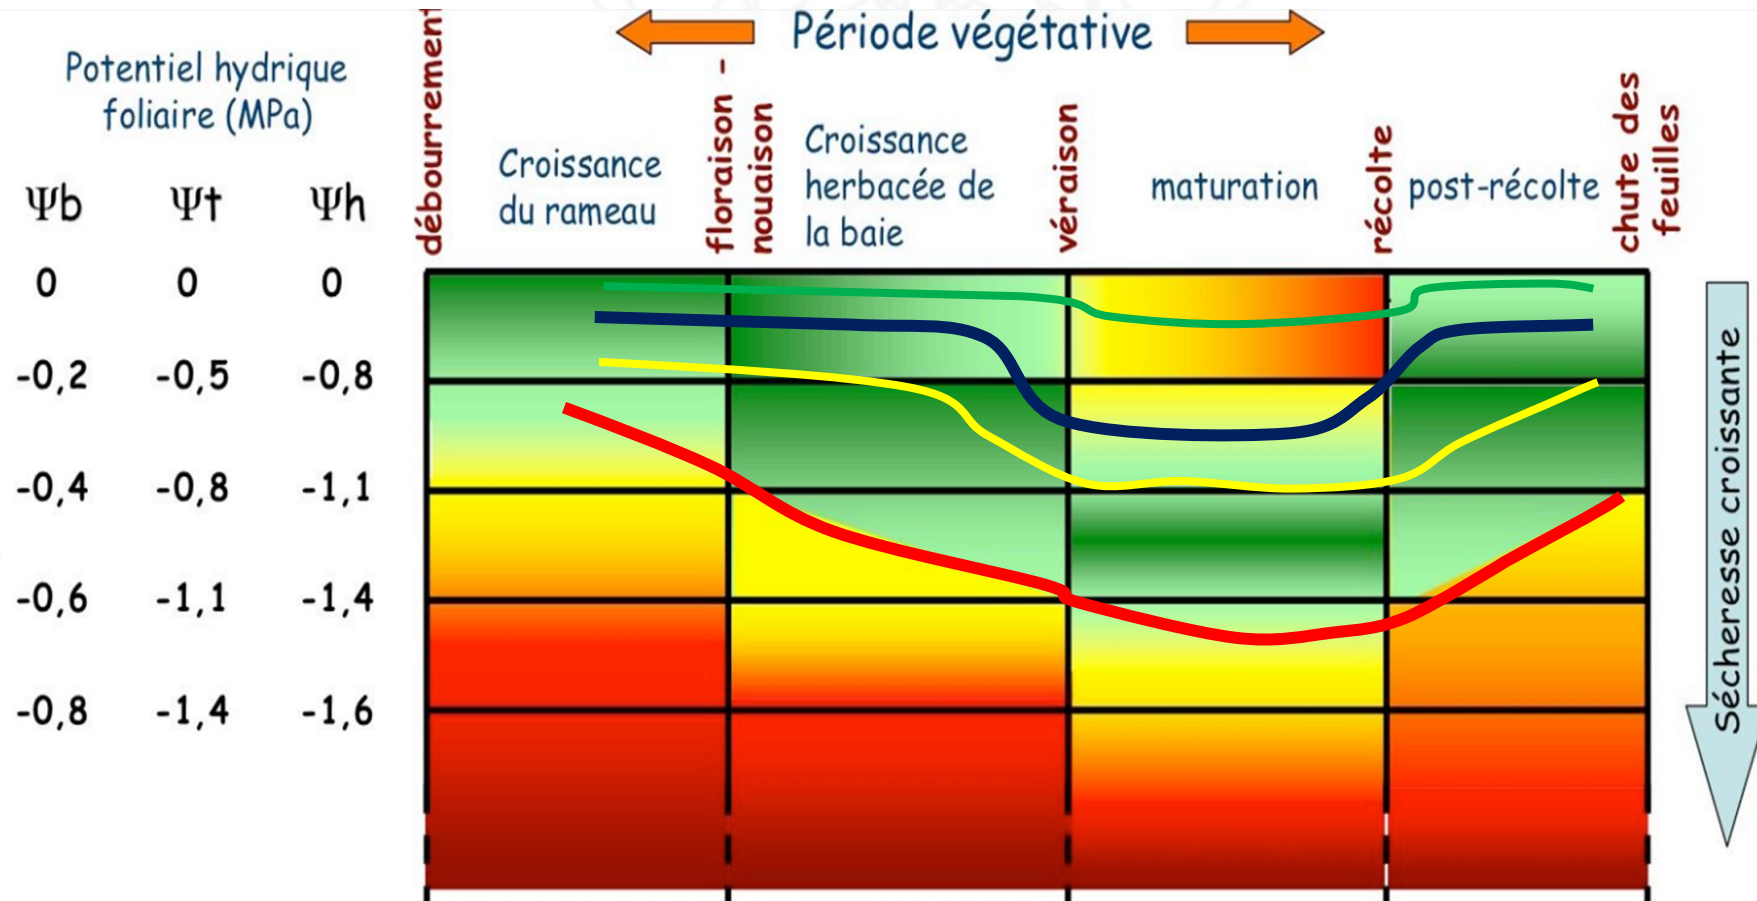 Période végétative
Potentiel hydrique
foliaire (MPa)
débourrement
floraison -
nouaison
véraison
récolte
chute des
feuilles
Croissance
du rameau
Croissance
herbacée de
la baie
maturation
post-récolte
Ψb Ψt Ψh
0 0 0
-0,2 -0,5 -0,8
-0,4 -0,8 -1,1
-0,6 -1,1 -1,4
-0,8 -1,4 -1,6
Sécheresse croissante